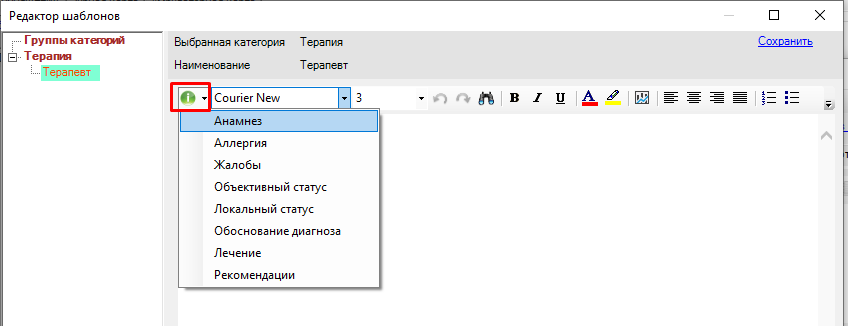 Редактор шаблонов
Группы категорий
Терапия
Терапевт
Выбранная категория Терапия
Сохранить
Наименование Терапевт
Courier New 3 B I U A
Анамнез
Аллергия
Жалобы
Объективный статус
Локальный статус
Обоснование диагноза
Лечение
Рекомендации